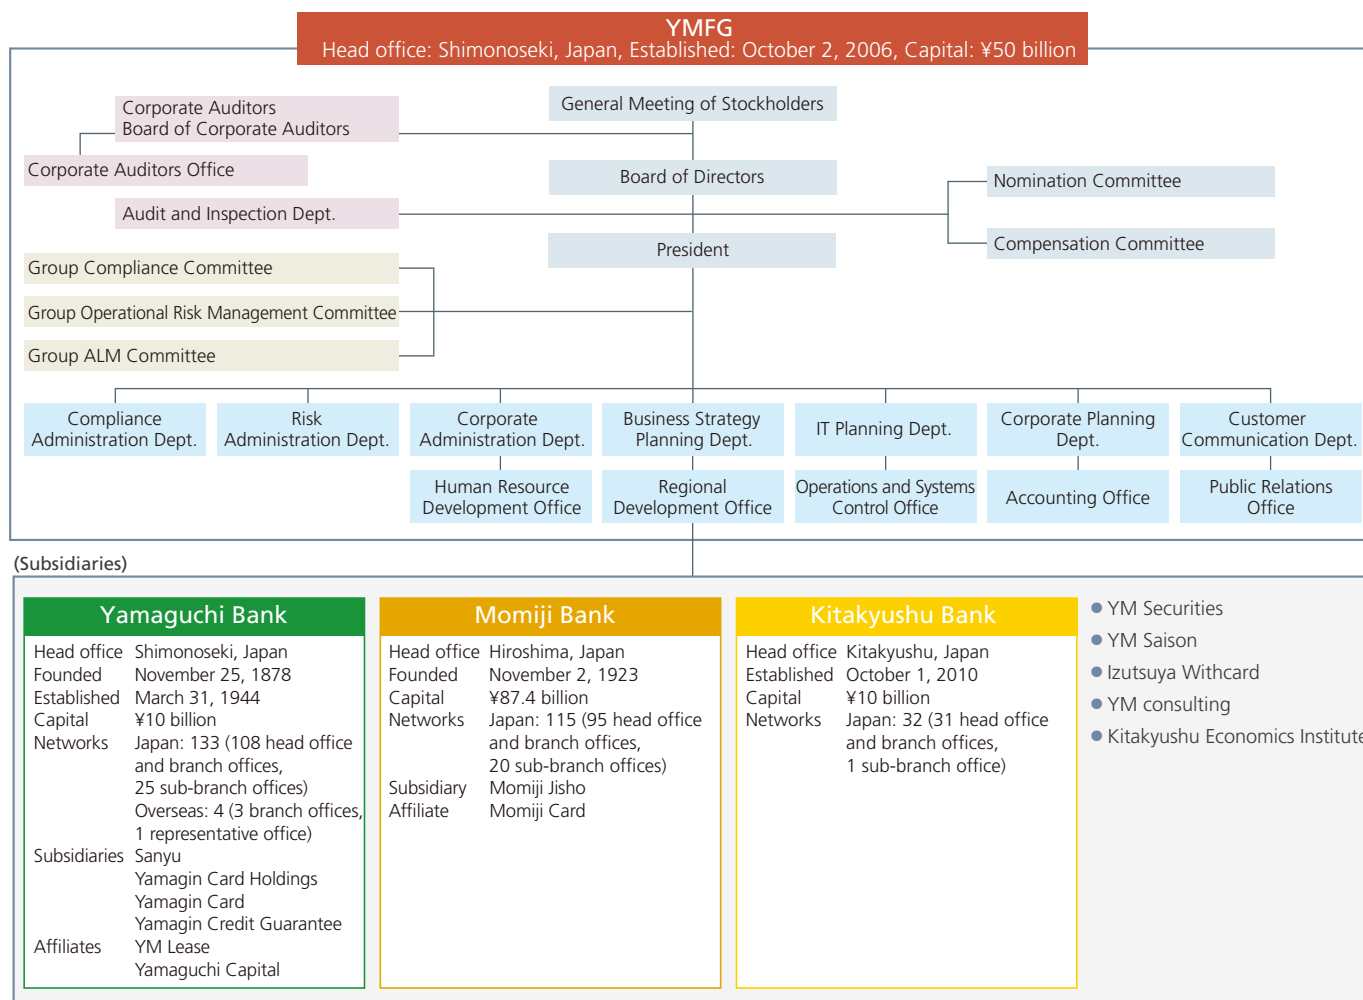 YMFG
Head office: Shimonoseki, Japan, Established: October 2, 2006, Capital: ¥50 billion
Corporate Auditors
Board of Corporate Auditors
General Meeting of Stockholders
Corporate Auditors Office
Board of Directors
Nomination Committee
Audit and Inspection Dept.
President
Compensation Committee
Group Compliance Committee
Group Operational Risk Management Committee
Group ALM Committee
Compliance
Administration Dept.
Risk
Administration Dept.
Corporate
Administration Dept.
Business Strategy
Planning Dept.
IT Planning Dept.
Corporate Planning
Dept.
Customer
Communication Dept.
Human Resource
Development Office
Regional
Development Office
Operations and Systems
Control Office
Accounting Office
Public Relations
Office
(Subsidiaries)
Yamaguchi Bank
Head office Shimonoseki, Japan
Founded November 25, 1878
Established March 31, 1944
Capital ¥10 billion
Networks Japan: 133 (108 head office
and branch offices,
25 sub-branch offices)
Overseas: 4 (3 branch offices,
1 representative office)
Subsidiaries Sanyu
Yamagin Card Holdings
Yamagin Card
Yamagin Credit Guarantee
Affiliates YM Lease
Yamaguchi Capital
Momiji Bank
Head office Hiroshima, Japan
Founded November 2, 1923
Capital ¥87.4 billion
Networks Japan: 115 (95 head office
and branch offices,
20 sub-branch offices)
Subsidiary Momiji Jisho
Affiliate Momiji Card
Kitakyushu Bank
Head office Kitakyushu, Japan
Established October 1, 2010
Capital ¥10 billion
Networks Japan: 32 (31 head office
and branch offices,
1 sub-branch office)
● YM Securities
● YM Saison
● Izutsuya Withcard
● YM consulting
● Kitakyushu Economics Institute